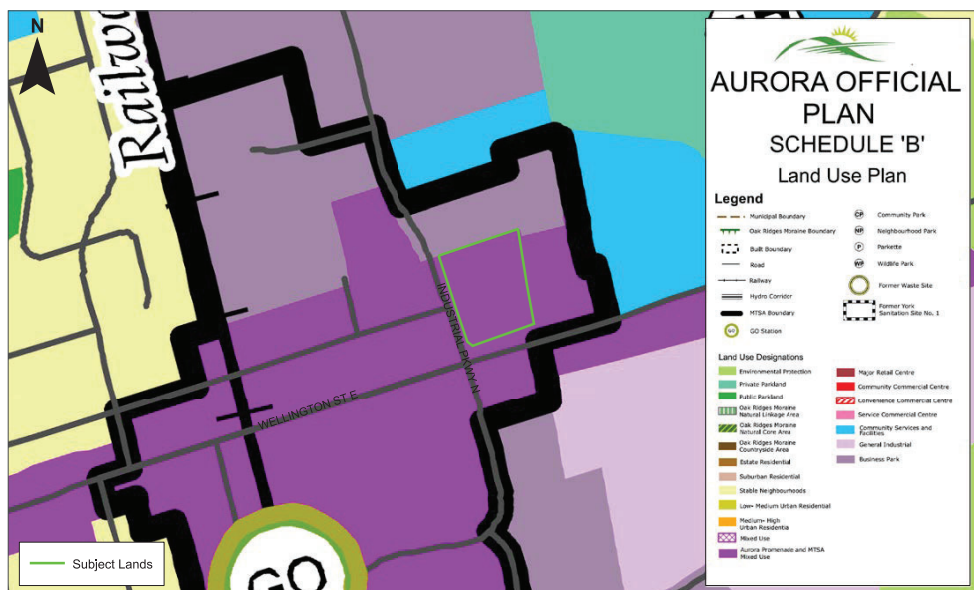 N
Railwa
INDUSTRIAL PKWY N
WELLINGTON ST E
GO
Subject Lands
AURORA OFFICIAL
PLAN
SCHEDULE 'B'
Land Use Plan
Legend
Municipal Boundary
Oak Ridges Moraine Boundary
Built Boundary
Road
Railway
Hydro Corridor
MTSA Boundary
GO
GO Station
CP
Community Park
NP
Neighbourhood Park
P
Parkette
WP
Wildlife Park
Former Waste Site
Former York
Sanitation Site No. 1
Land Use Designations
Environmental Protection
Private Parkland
Public Parkland
Oak Ridges Moraine
Natural Linkage Area
Oak Ridges Moraine
Natural Core Area
Oak Ridges Moraine
Countryside Area
Estate Residential
Suburban Residential
Stable Neighbourhoods
Low- Medium Urban Residential
Medium- High
Urban Residentia
Mixed Use
Aurora Promenade and MTSA
Mixed Use
Major Retail Centre
Community Commercial Centre
Convenience Commercial Centre
Service Commercial Centre
Community Services and
Facilities
General Industrial
Business Park